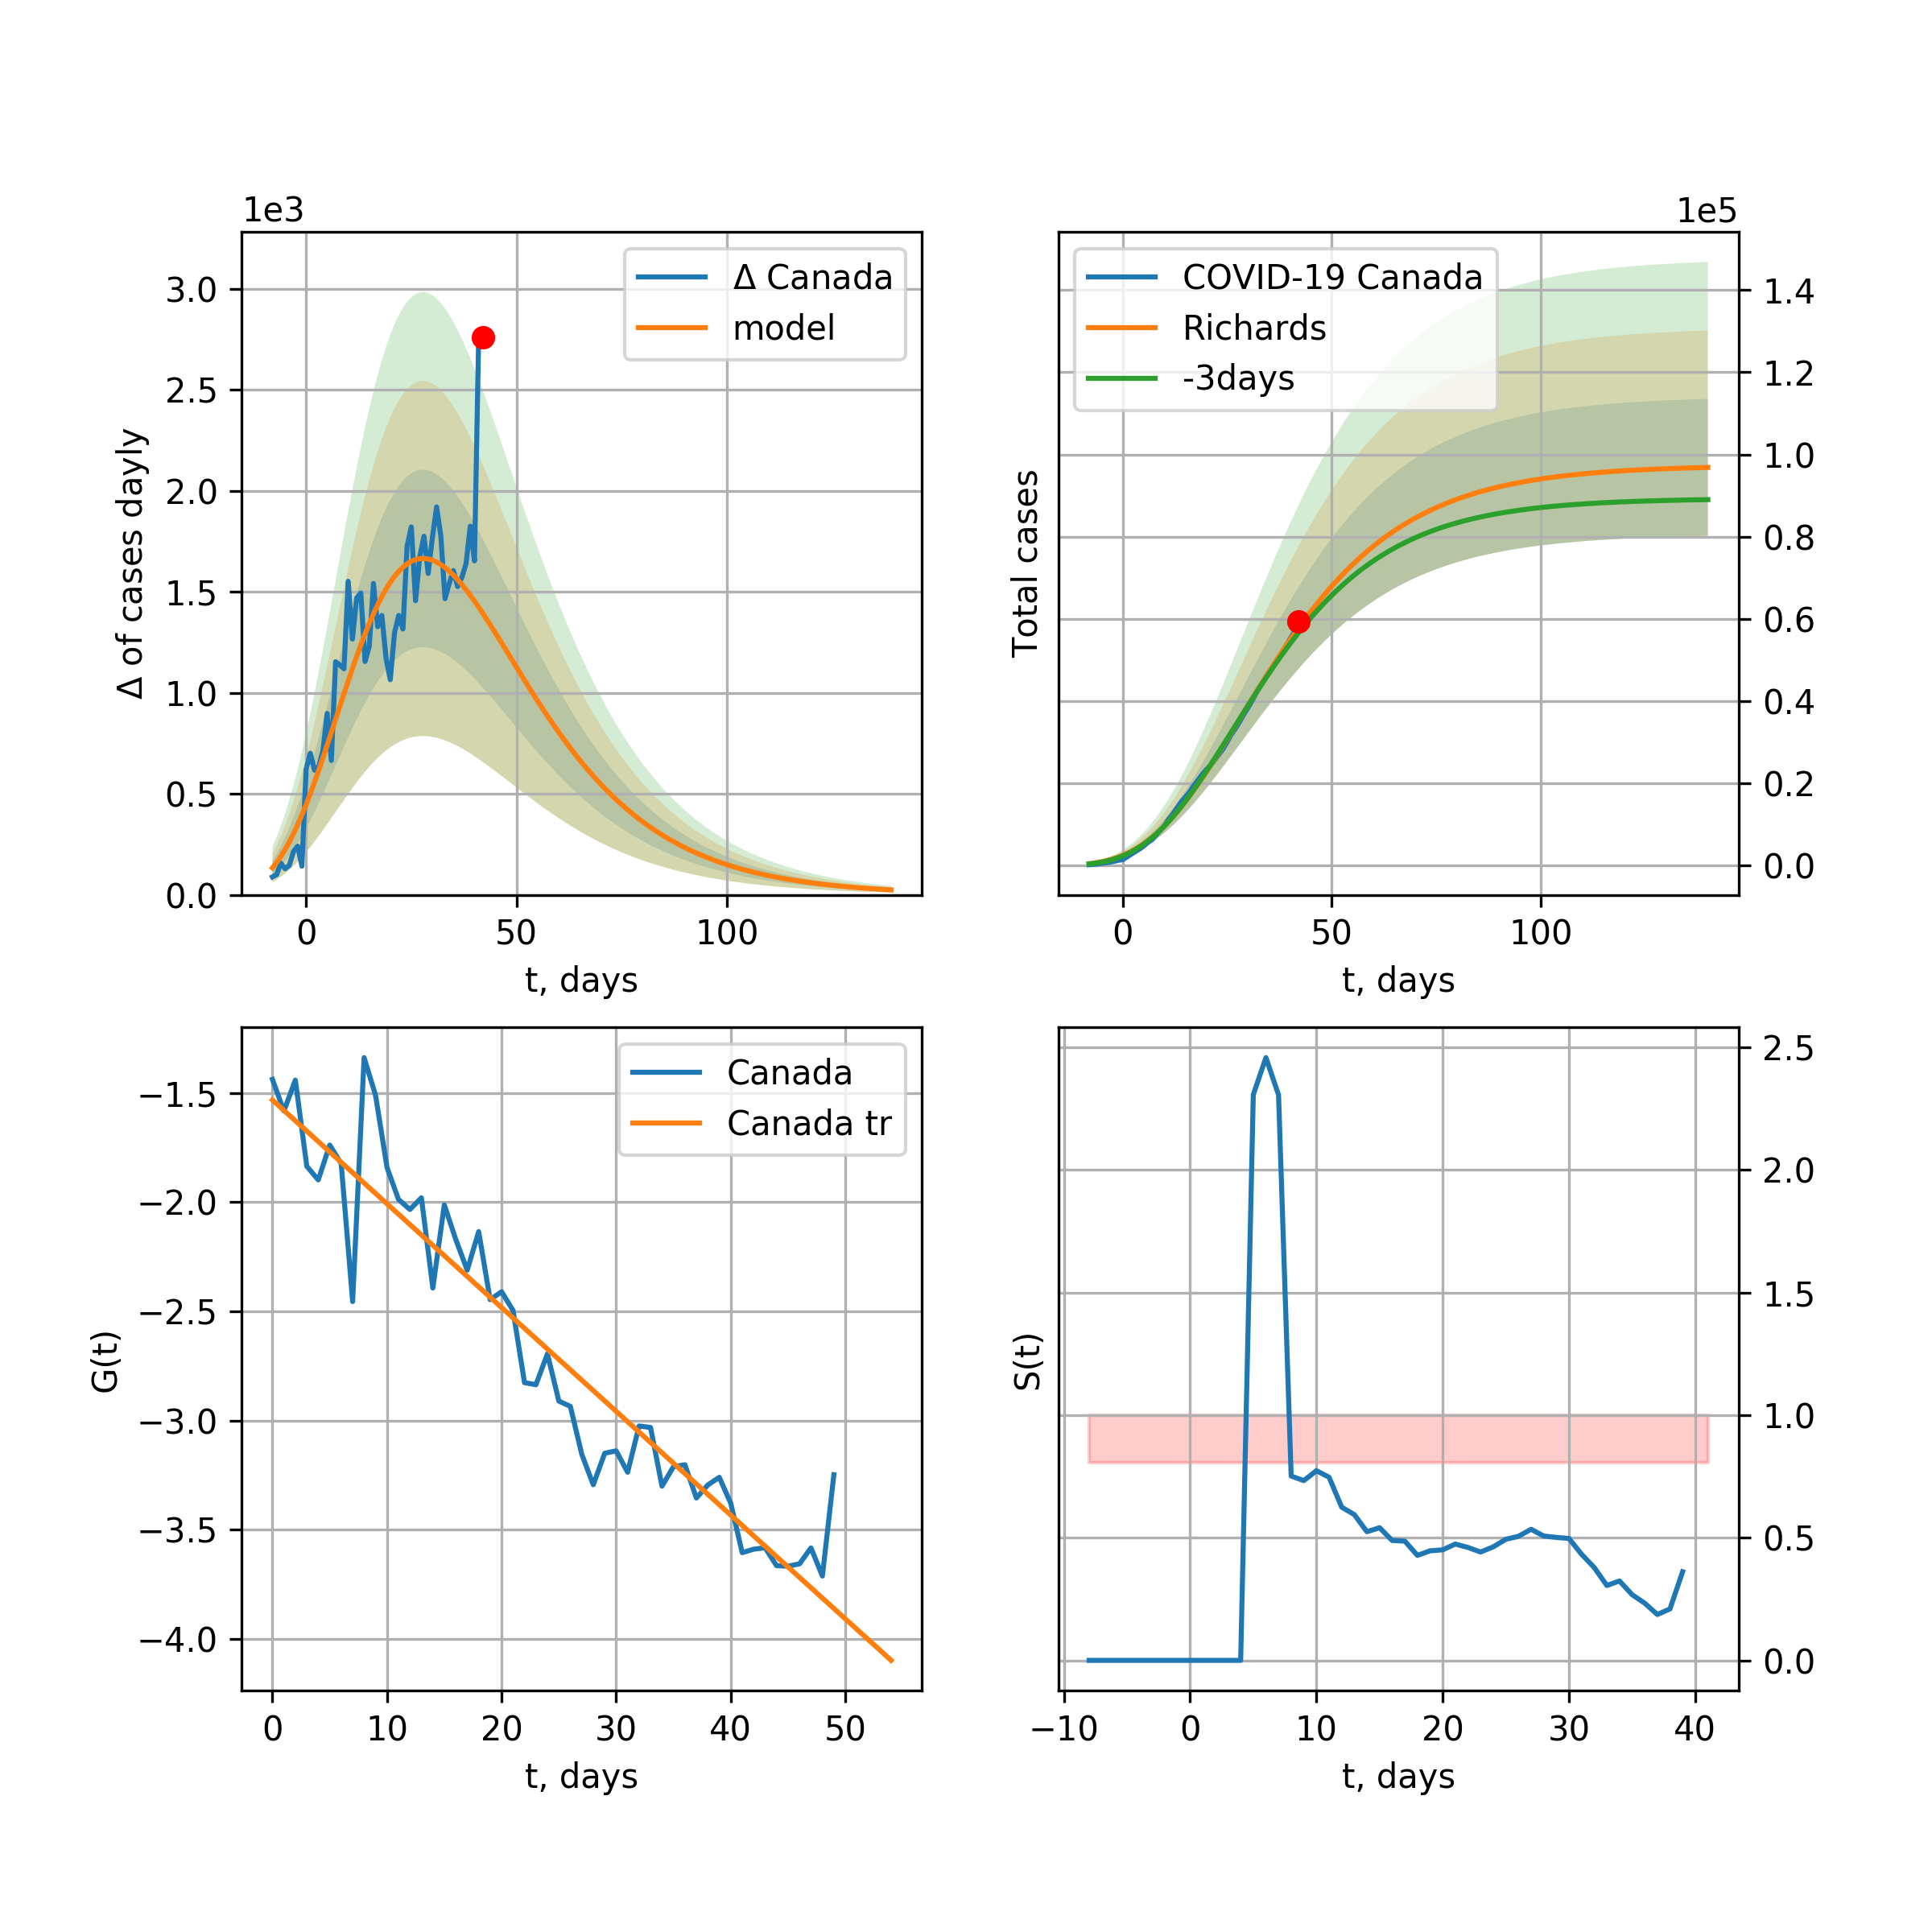 1e3
3.0
2.5
2.0
1.5
1.0
0.5
0.0
Δ of cases dayly
Δ Canada
model
0 50 100
t, days
1e5
COVID-19 Canada
Richards
-3days
Total cases
1.4
1.2
1.0
0.8
0.6
0.4
0.2
0.0
0 50 100
t, days
−1.5
−2.0
−2.5
−3.0
−3.5
−4.0
G(t)
Canada
Canada tr
0 10 20 30 40 50
t, days
S(t)
2.5
2.0
1.5
1.0
0.5
0.0
−10 0 10 20 30 40
t, days